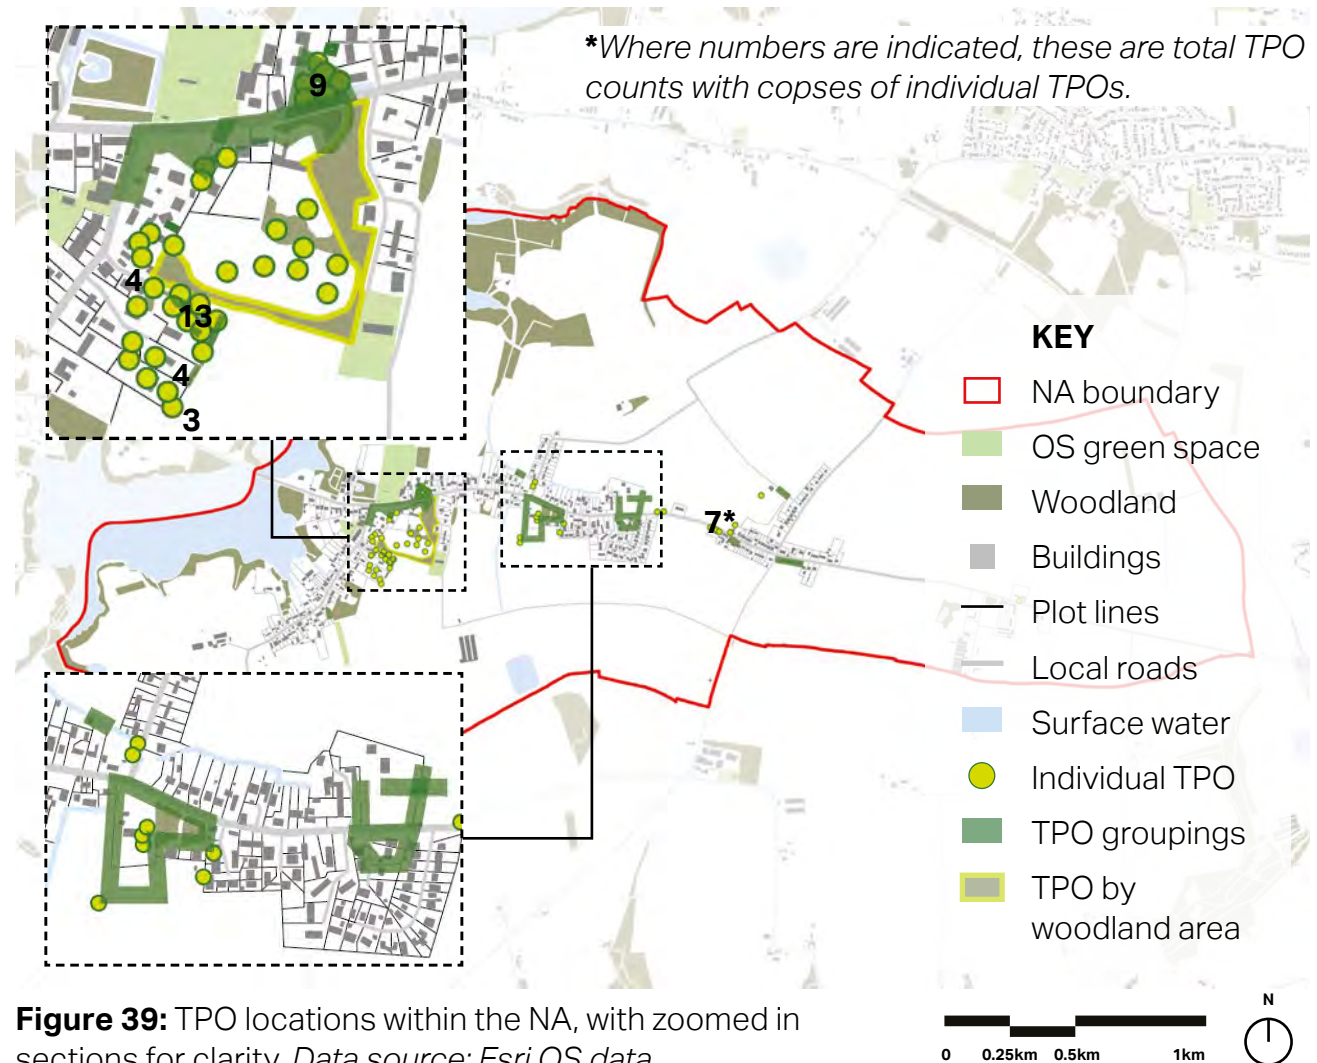 *Where numbers are indicated, these are total TPO
counts with copses of individual TPOs.
9
4
13
4
3
7*
KEY
NA boundary
OS green space
Woodland
Buildings
Plot lines
Local roads
Surface water
Individual TPO
TPO groupings
TPO by
woodland area
Figure 39: TPO locations within the NA, with zoomed in
sections for clarity. Data source: Esri OS data
N
0 0.25km 0.5km 1km